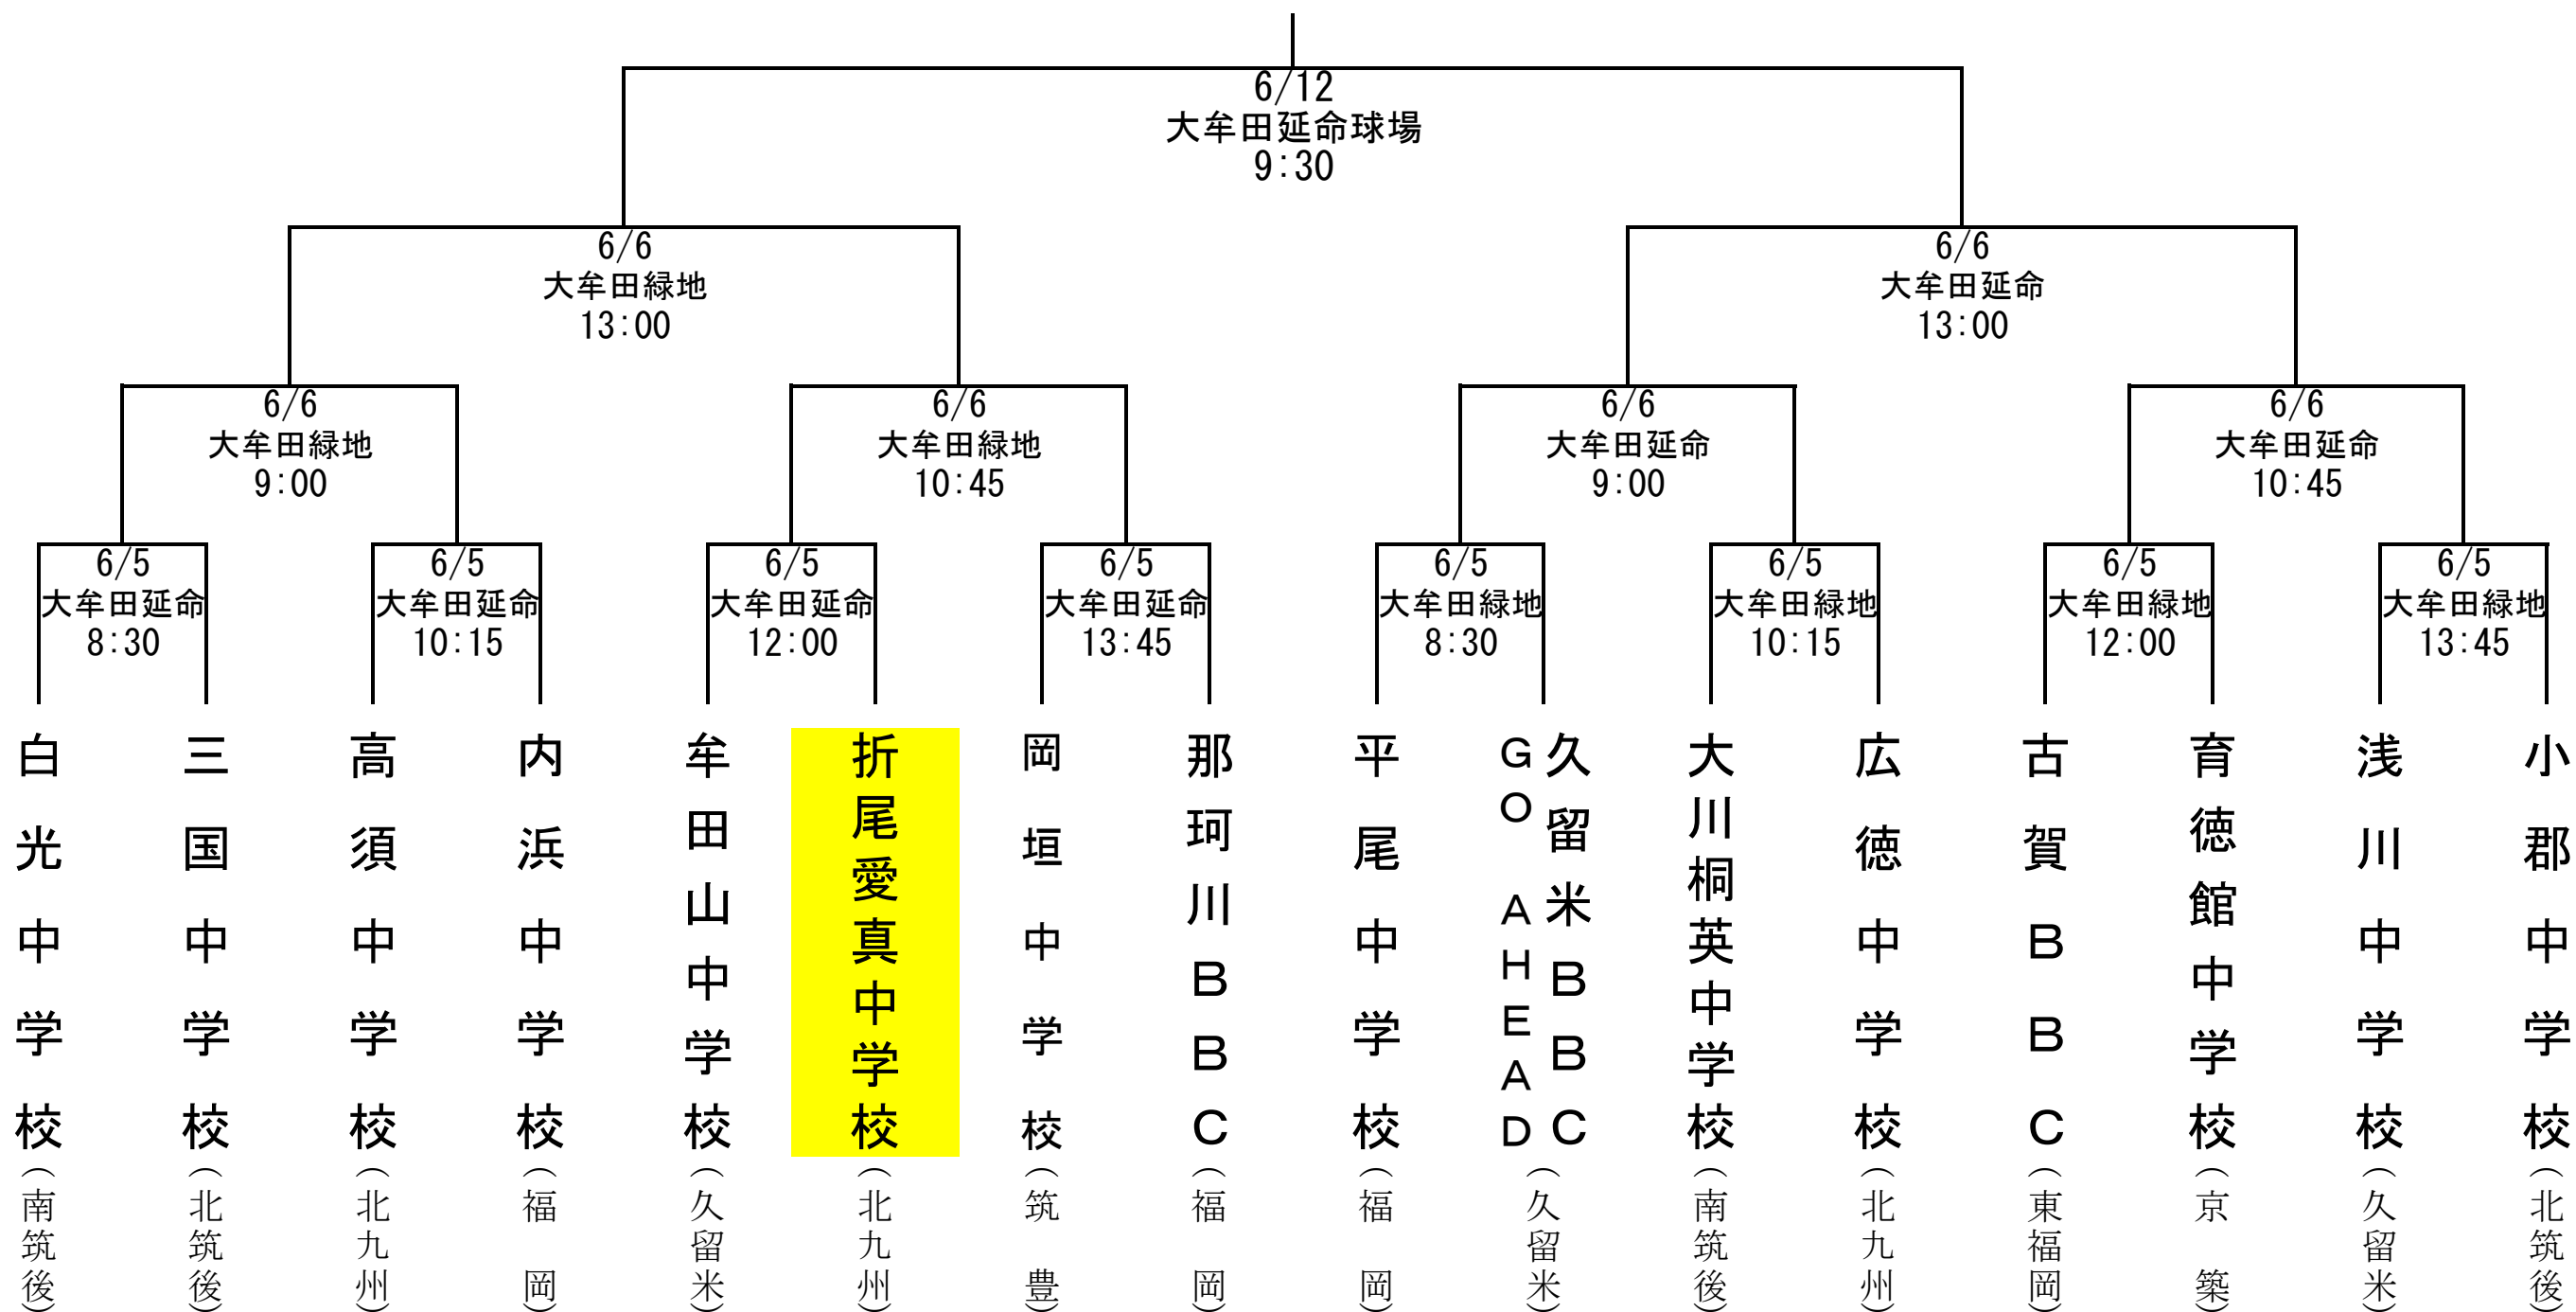 6/12
大牟田延命球場
9:30
6/6
大牟田緑地
13:00
6/6
大牟田延命
13:00
6/6
大牟田緑地
9:00
6/6
大牟田緑地
10:45
6/6
大牟田延命
9:00
6/6
大牟田延命
10:45
6/5
大牟田延命
8:30
6/5
大牟田延命
10:15
6/5
大牟田延命
12:00
6/5
大牟田延命
13:45
6/5
大牟田緑地
8:30
6/5
大牟田緑地
10:15
6/5
大牟田緑地
12:00
6/5
大牟田緑地
13:45
白光中学校
(南筑後)
三国中学校
(北筑後)
高須中学校
(北九州)
内浜中学校
(福岡)
牟田山中学校
(久留米)
折尾愛真中学校
(北九州)
岡垣中学校
(筑豊)
那珂川BBC
(福岡)
平尾中学校
(福岡)
久留米BBC
GO AHEAD
(久留米)
大川桐英中学校
(南筑後)
広徳中学校
(北九州)
古賀BBC
(東福岡)
育徳館中学校
(京築)
浅川中学校
(久留米)
小郡中学校
(北筑後)